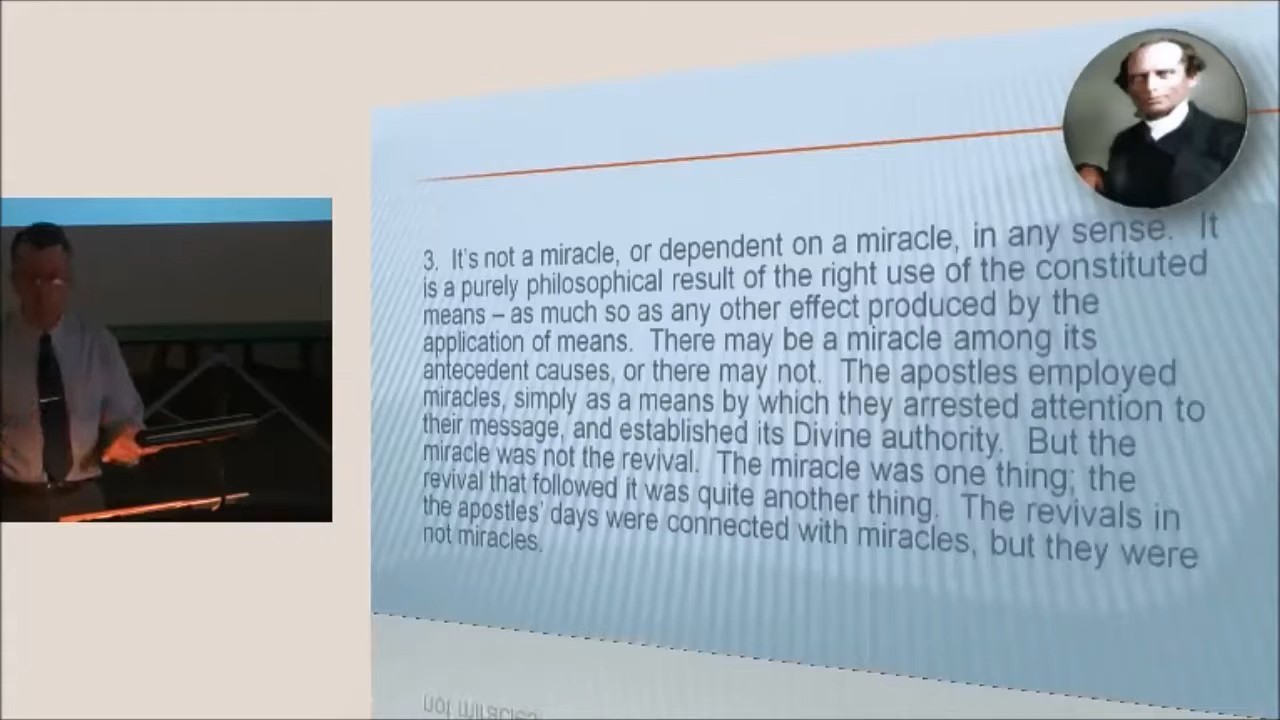 3. It's not a miracle, or dependent on a miracle, in any sense. It
is a purely philosophical result of the right use of the constituted
means – as much so as any other effect produced by the
application of means. There may be a miracle among its
antecedent causes, or there may not. The apostles employed
miracles, simply as a means by which they arrested attention to
their message, and established its Divine authority. But the
miracle was not the revival. The miracle was one thing; the
revival that followed it was quite another thing. The revivals in
the apostles' days were connected with miracles, but they were
not miracles.
not miracles.